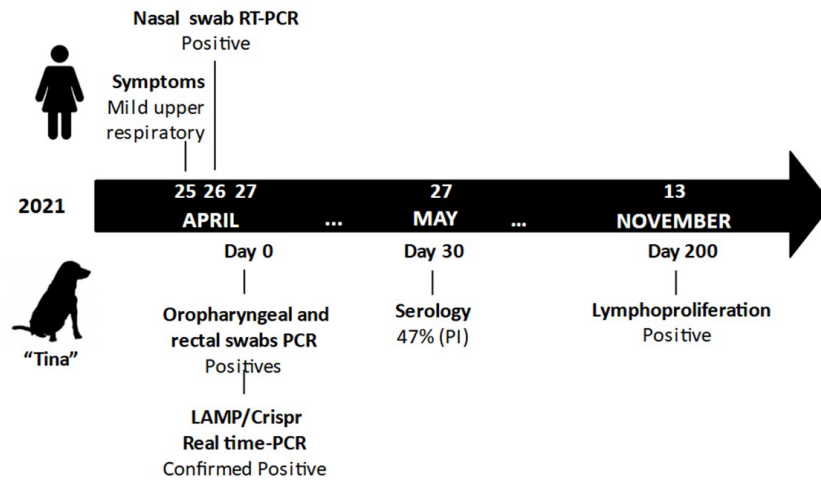 Nasal swab RT-PCR
Positive
Symptoms
Mild upper
respiratory
25 26 27 27 13
2021
APRIL ... MAY ... NOVEMBER
Day 0 Day 30 Day 200
Oropharyngeal and
rectal swabs PCR
Positives
Serology
47% (PI)
Lymphoproliferation
Positive
"Tina"
LAMP/Crispr
Real time-PCR
Confirmed Positive